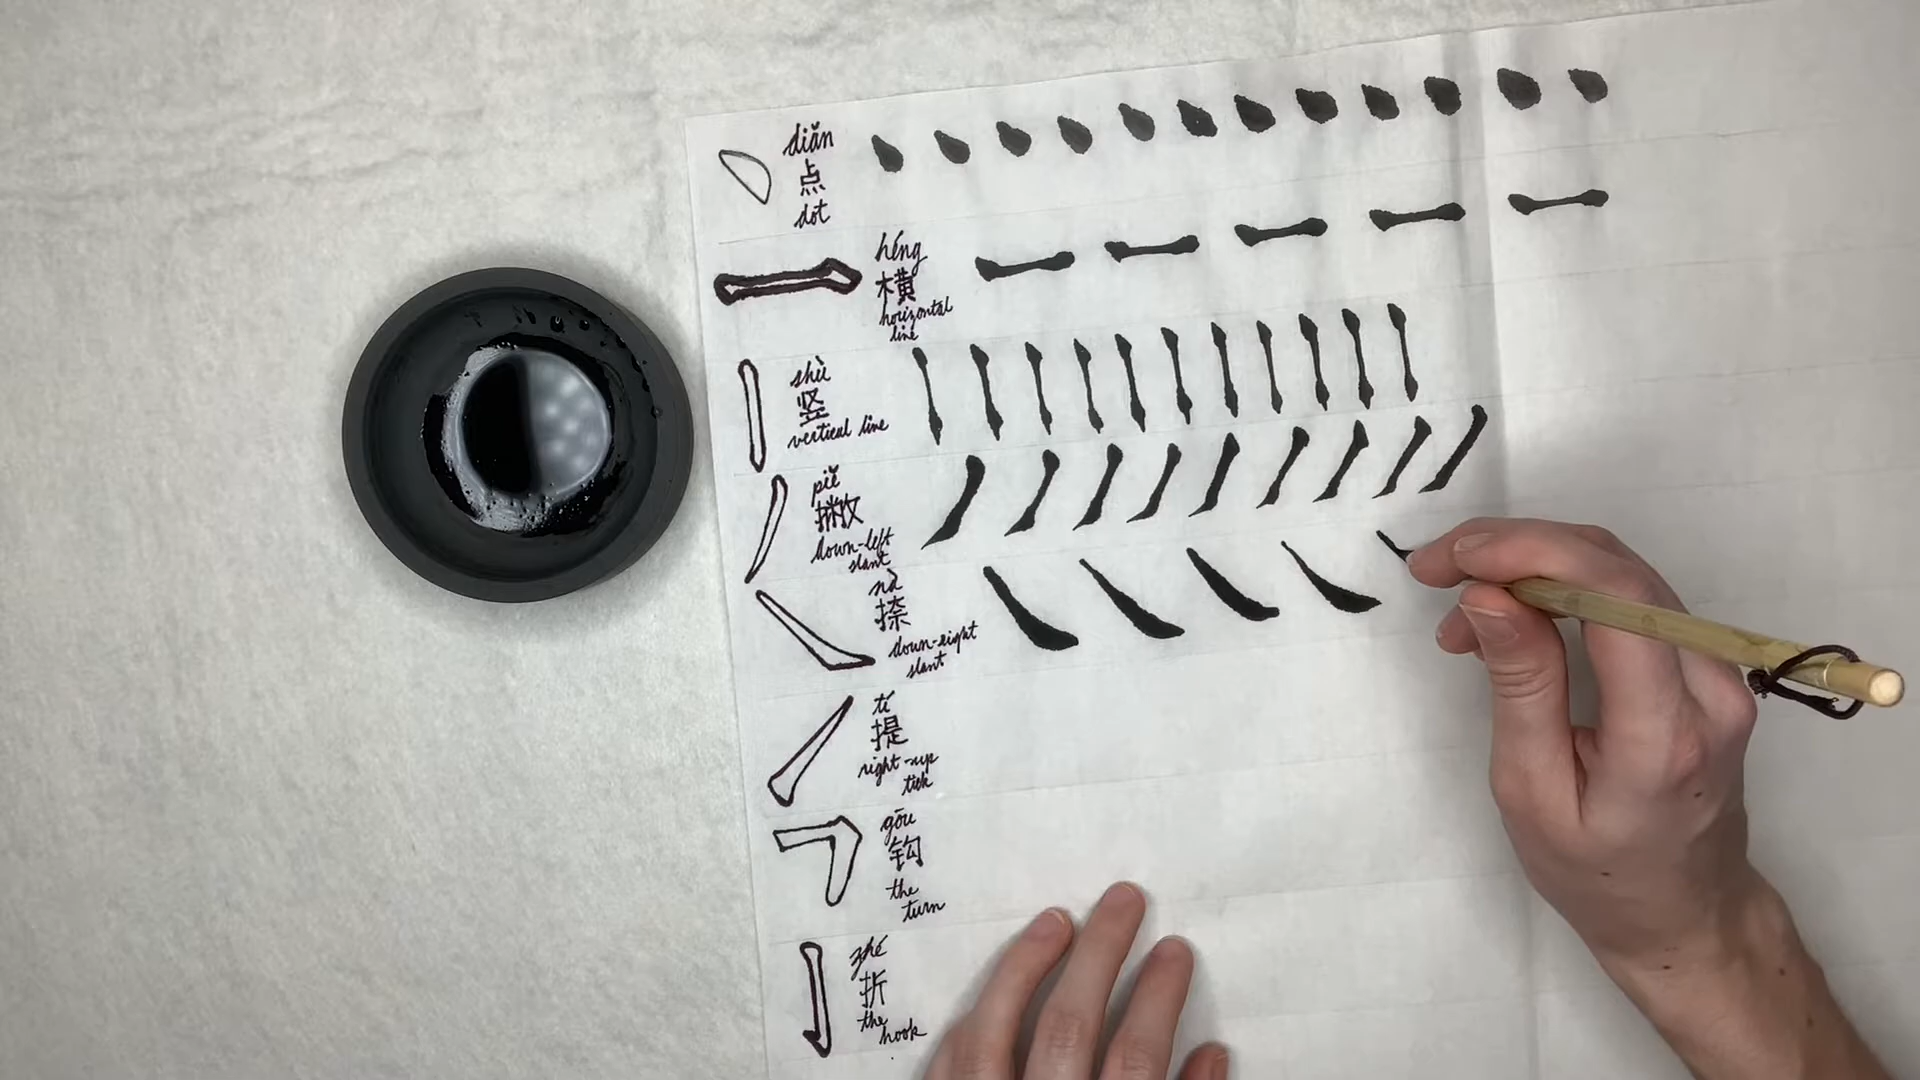 diǎn
点
dot
héng
横
horizontal
line
shù
竖
vertical line
piě
撇
down-left
slant
nà
捺
down-right
slant
tí
提
right-up
tick
gōu
钩
the
turn
zhé
折
the
hook